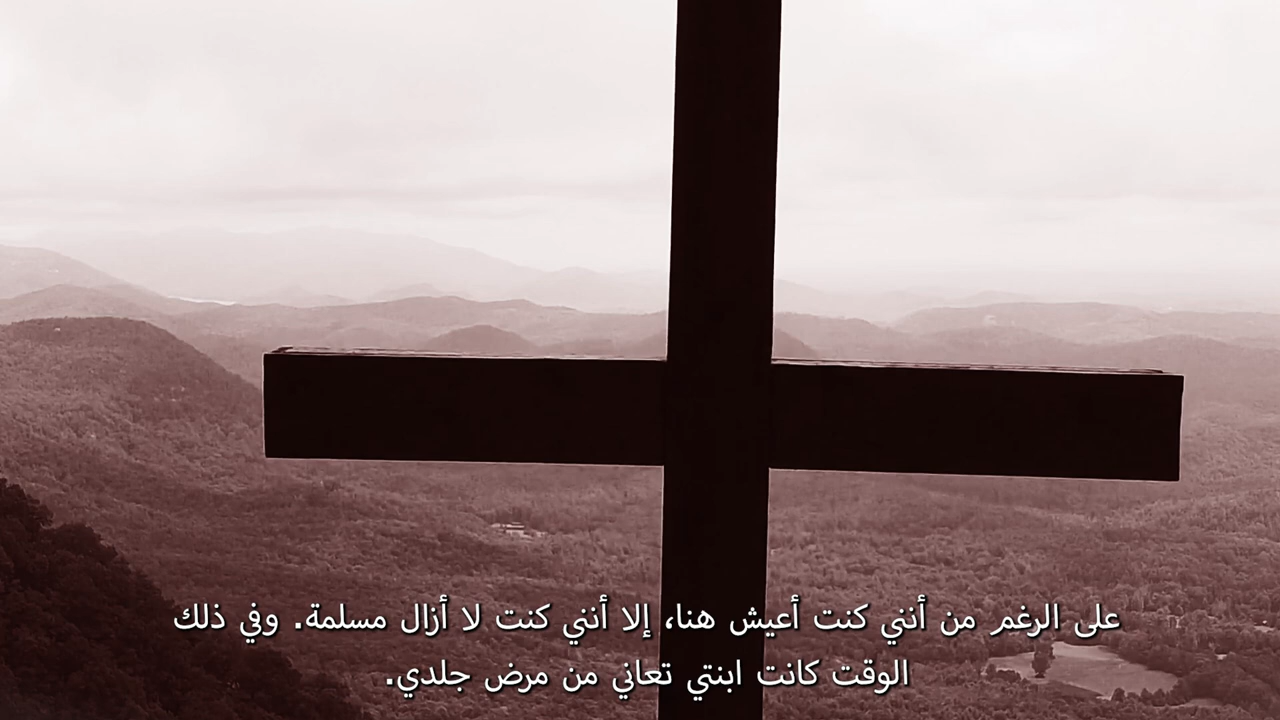 على الرغم من أنني كنت أعيش هنا، إلا أنني كنت لا أزال مسلمة. وفي ذلك
الوقت كانت ابنتي تعاني من مرض جلدي.